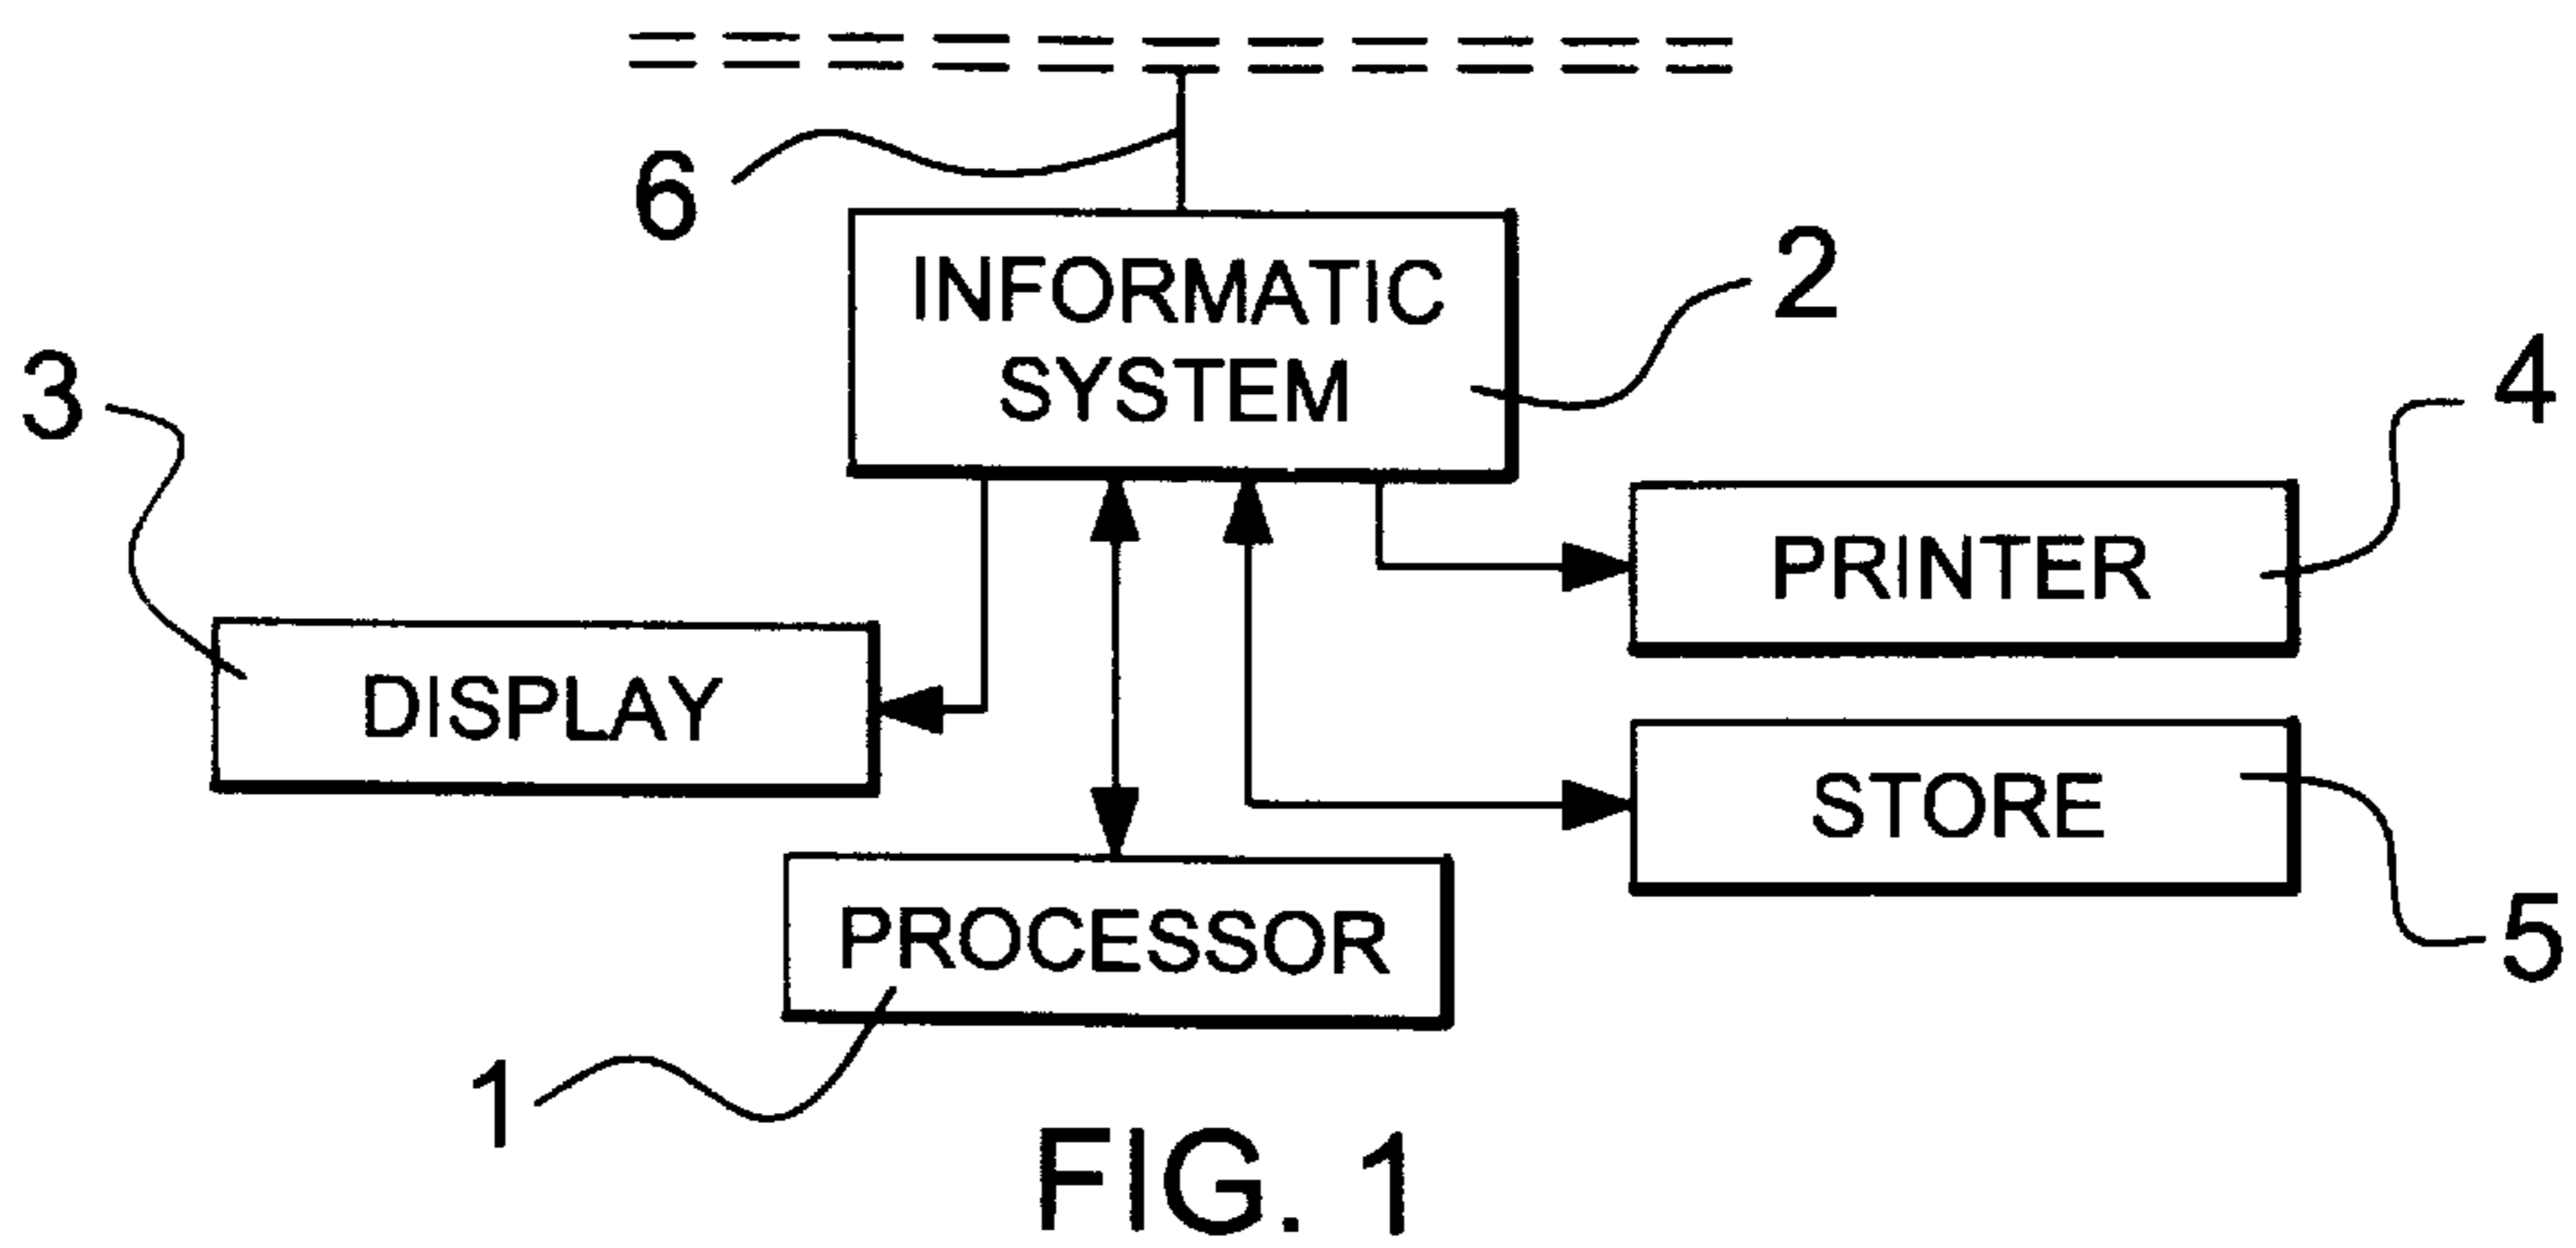 6
INFORMATIC
SYSTEM
2
3
4
PRINTER
DISPLAY
STORE
PROCESSOR
5
1
FIG. 1